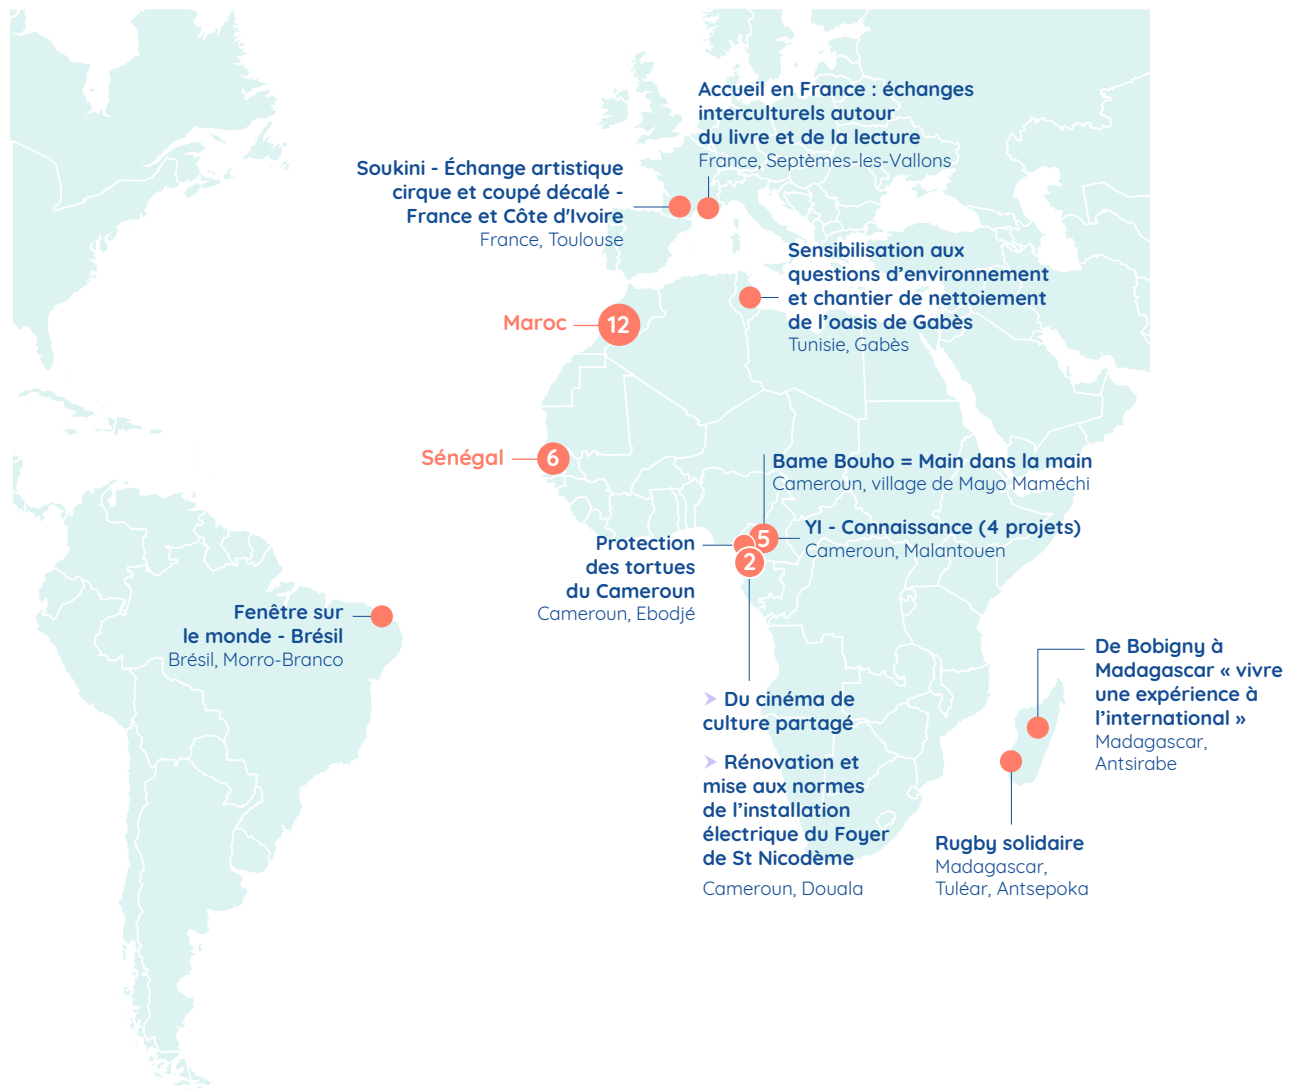 Accueil en France : échanges
interculturels autour
du livre et de la lecture
France, Septèmes-les-Vallons
Soukini - Échange artistique
cirque et coupé décalé -
France et Côte d'Ivoire
France, Toulouse
Sensibilisation aux
questions d’environnement
et chantier de nettoiement
de l’oasis de Gabès
Tunisie, Gabès
Maroc
12
Sénégal
6
Bame Bouho = Main dans la main
Cameroun, village de Mayo Maméchi
5
YI - Connaissance (4 projets)
Cameroun, Malantouen
Protection
des tortues
du Cameroun
Cameroun, Ebodjé
2
Fenêtre sur
le monde - Brésil
Brésil, Morro-Branco
➤ Du cinéma de
culture partagé
➤ Rénovation et
mise aux normes
de l’installation
électrique du Foyer
de St Nicodème
Cameroun, Douala
De Bobigny à
Madagascar « vivre
une expérience à
l’international »
Madagascar,
Antsirabe
Rugby solidaire
Madagascar,
Tuléar, Antsepoka